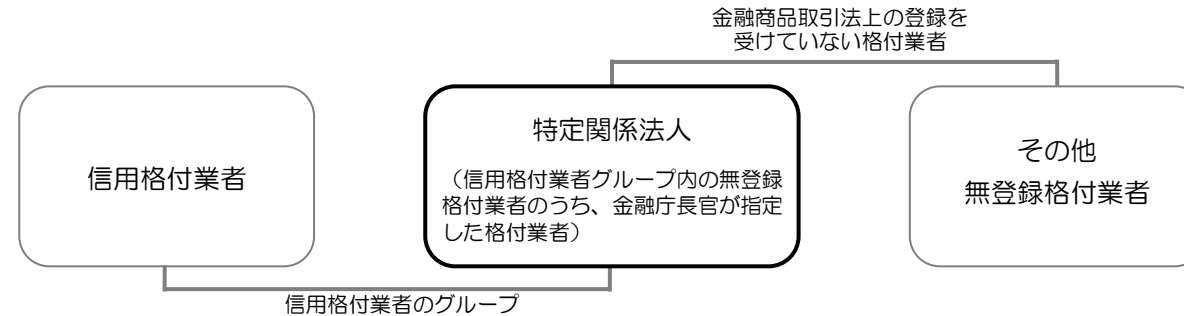 金融商品取引法上の登録を
受けていない格付業者
信用格付業者
特定関係法人
（信用格付業者グループ内の無登録
格付業者のうち、金融庁長官が指定
した格付業者）
その他
無登録格付業者
信用格付業者のグループ